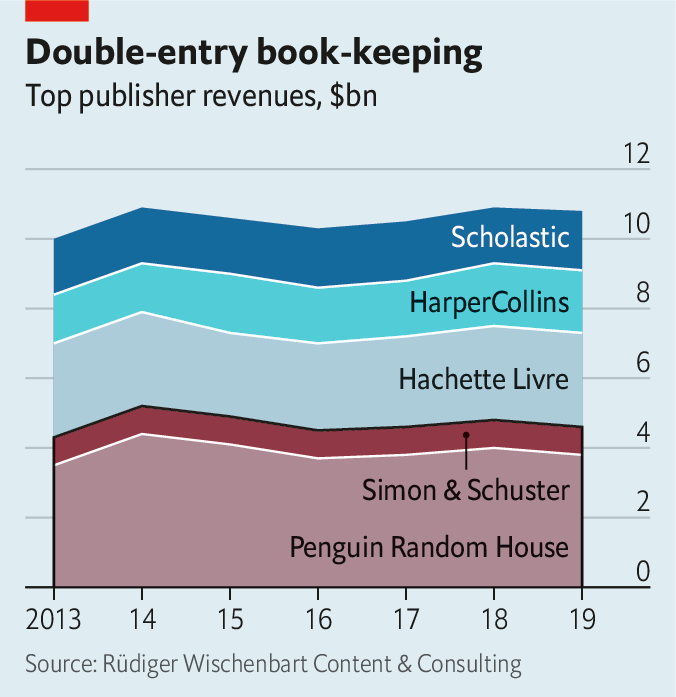 Double-entry book-keeping
Top publisher revenues, $bn
12
10
Scholastic
8
HarperCollins
6
Hachette Livre
4
Simon & Schuster
2
Penguin Random House
0
2013 14 15 16 17 18 19
Source: Rüdiger Wischenbart Content & Consulting